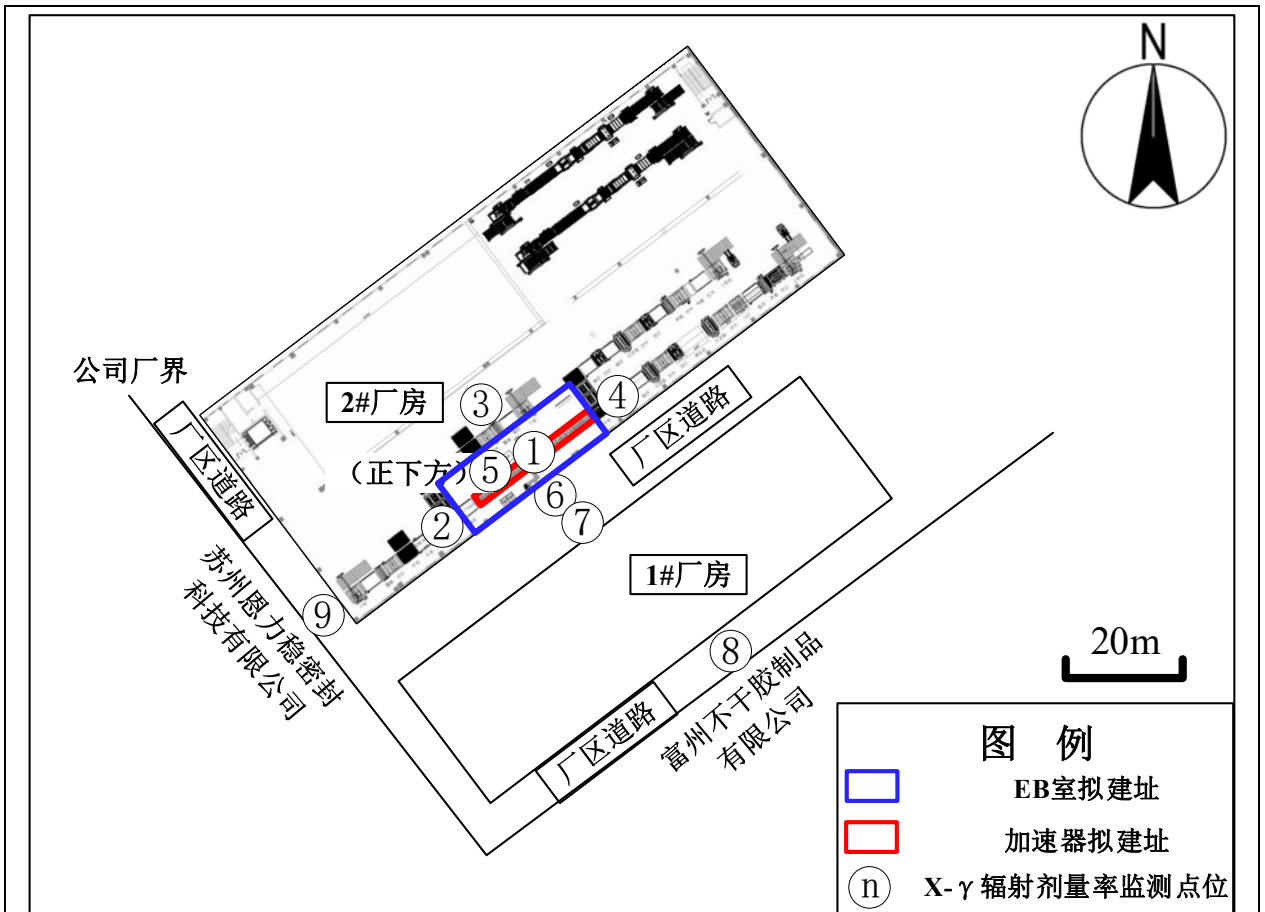 N
公司厂界
2#厂房
③
④
厂区道路
厂区道路
（正下方）
⑤
①
⑥
②
⑦
1#厂房
苏州恩力稳密封
科技有限公司
⑨
⑧
20m
厂区道路
富州不干胶制品
有限公司
图 例
EB室拟建址
加速器拟建址
n
X-γ辐射剂量率监测点位